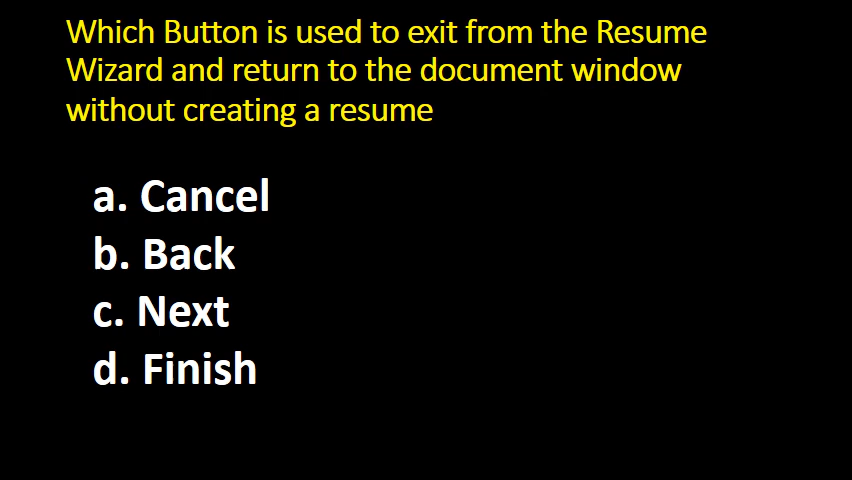 Which Button is used to exit from the Resume
Wizard and return to the document window
without creating a resume
a. Cancel
b. Back
c. Next
d. Finish